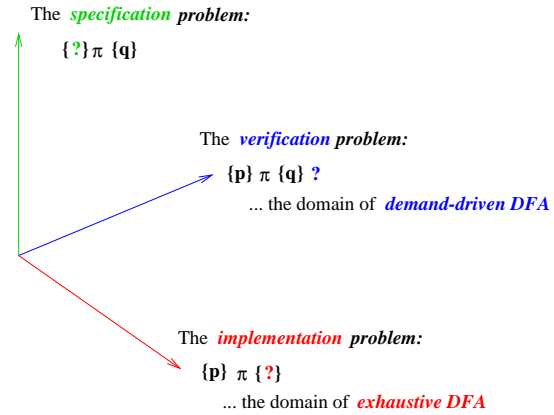 The specification problem:
{?} π {q}
The verification problem:
{p} π {q} ?
... the domain of demand-driven DFA
The implementation problem:
{p} π {?}
... the domain of exhaustive DFA